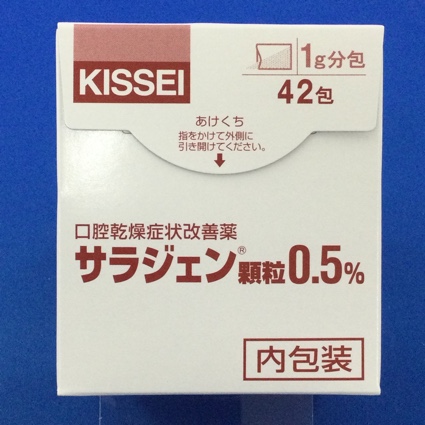 KISSEI
1g分包
42包
あけくち
指をかけて外側に
引き開けてください。
口腔乾燥症状改善薬
サラジェン®顆粒0.5%
内包装